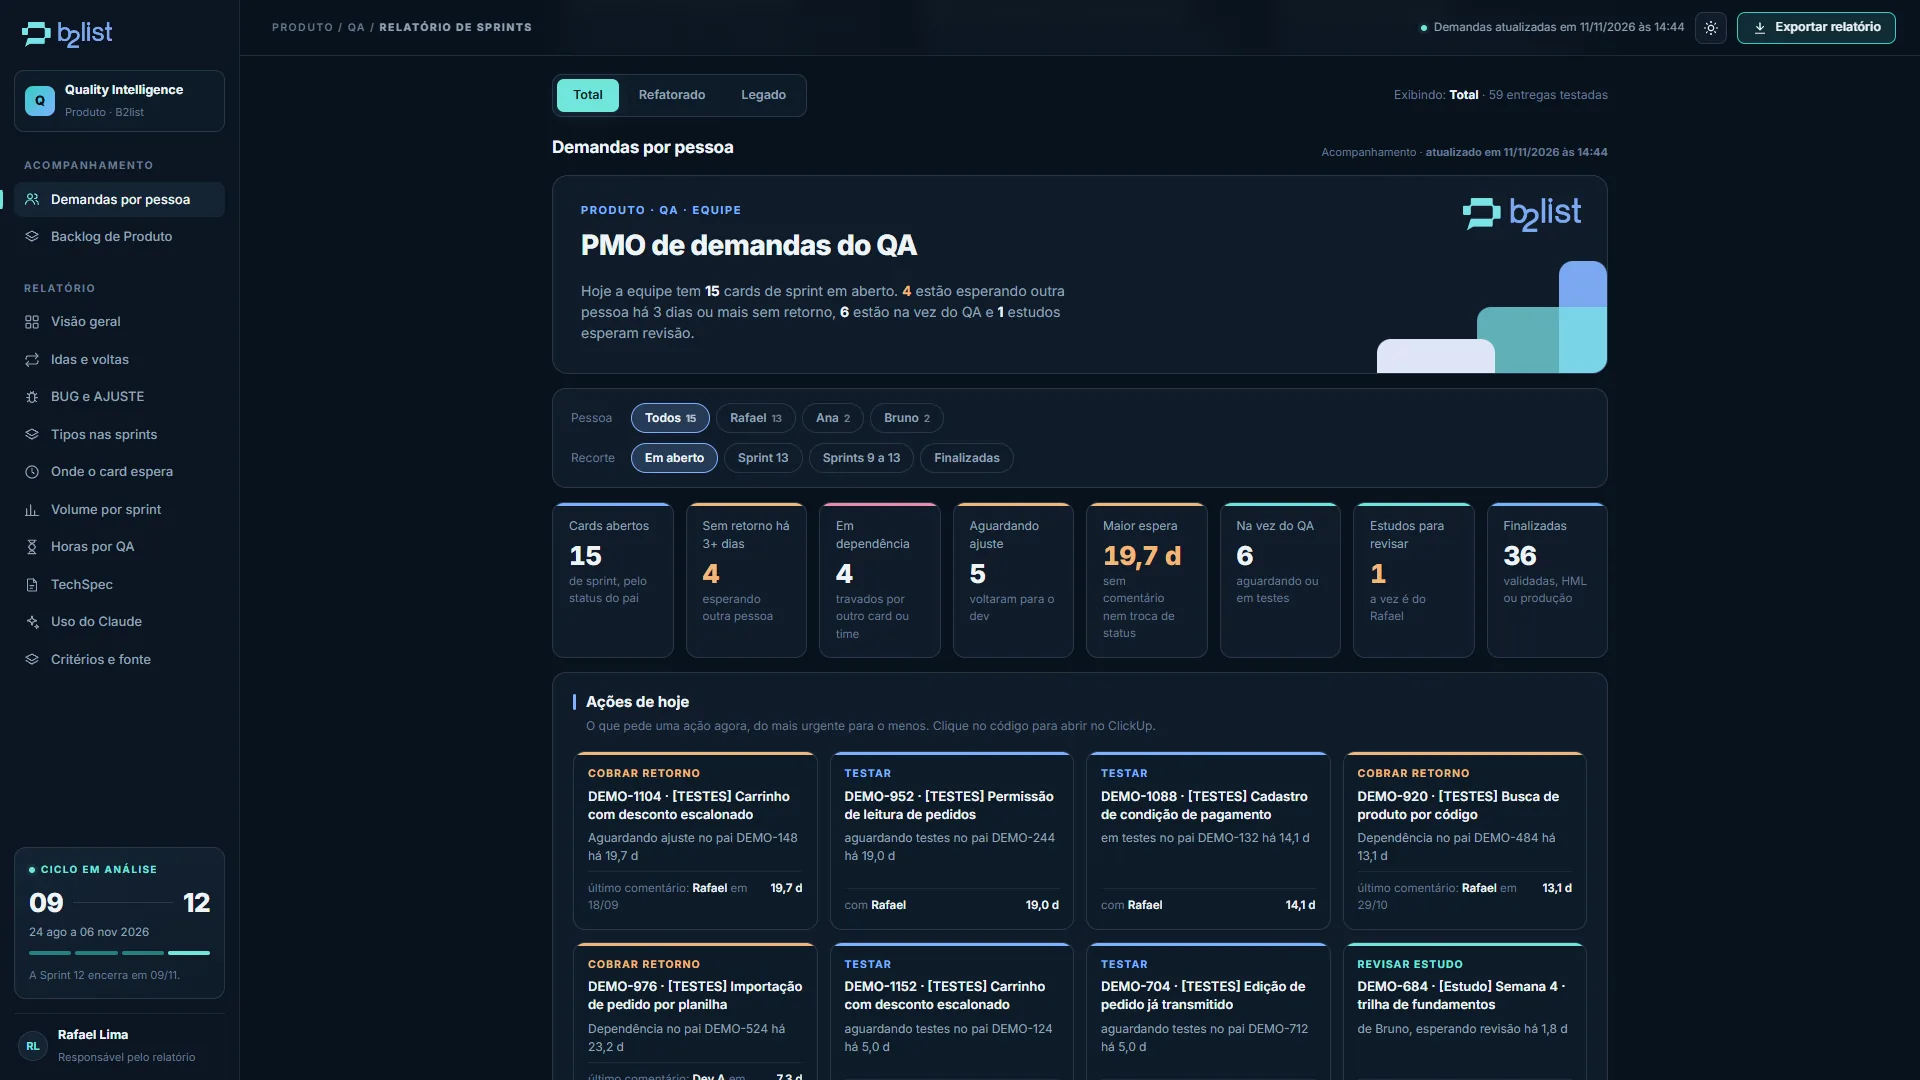 b2list
Q
Quality Intelligence
Produto · B2list
ACOMPANHAMENTO
Demandas por pessoa
Backlog de Produto
RELATÓRIO
Visão geral
Idas e voltas
BUG e AJUSTE
Tipos nas sprints
Onde o card espera
Volume por sprint
Horas por QA
TechSpec
Uso do Claude
Critérios e fonte
CICLO EM ANÁLISE
09 12
24 ago a 06 nov 2026
A Sprint 12 encerra em 09/11.
RL
Rafael Lima
Responsável pelo relatório
PRODUTO / QA / RELATÓRIO DE SPRINTS
Demandas atualizadas em 11/11/2026 às 14:44
Exportar relatório
Total Refatorado Legado
Exibindo: Total · 59 entregas testadas
Demandas por pessoa
Acompanhamento · atualizado em 11/11/2026 às 14:44
PRODUTO · QA · EQUIPE
b2list
PMO de demandas do QA
Hoje a equipe tem 15 cards de sprint em aberto. 4 estão esperando outra
pessoa há 3 dias ou mais sem retorno, 6 estão na vez do QA e 1 estudos
esperam revisão.
Pessoa Todos 15 Rafael 13 Ana 2 Bruno 2
Recorte Em aberto Sprint 13 Sprints 9 a 13 Finalizadas
Cards abertos
15
de sprint, pelo
status do pai
Sem retorno há
3+ dias
4
esperando
outra pessoa
Em
dependência
4
travados por
outro card ou
time
Aguardando
ajuste
5
voltaram para o
dev
Maior espera
19,7 d
sem
comentário
nem troca de
status
Na vez do QA
6
aguardando ou
em testes
Estudos para
revisar
1
a vez é do
Rafael
Finalizadas
36
validadas, HML
ou produção
Ações de hoje
O que pede uma ação agora, do mais urgente para o menos. Clique no código para abrir no ClickUp.
COBRAR RETORNO
DEMO-1104 · [TESTES] Carrinho
com desconto escalonado
Aguardando ajuste no pai DEMO-148
há 19,7 d
último comentário: Rafael em 19,7 d
18/09
TESTAR
DEMO-952 · [TESTES] Permissão
de leitura de pedidos
aguardando testes no pai DEMO-244
há 19,0 d
com Rafael 19,0 d
TESTAR
DEMO-1088 · [TESTES] Cadastro
de condição de pagamento
em testes no pai DEMO-132 há 14,1 d
com Rafael 14,1 d
COBRAR RETORNO
DEMO-920 · [TESTES] Busca de
produto por código
Dependência no pai DEMO-484 há
13,1 d
último comentário: Rafael em 13,1 d
29/10
COBRAR RETORNO
DEMO-976 · [TESTES] Importação
de pedido por planilha
Dependência no pai DEMO-524 há
23,2 d
último comentário: Dev A em 7,3 d
TESTAR
DEMO-1152 · [TESTES] Carrinho
com desconto escalonado
aguardando testes no pai DEMO-124
há 5,0 d
TESTAR
DEMO-704 · [TESTES] Edição de
pedido já transmitido
aguardando testes no pai DEMO-712
há 5,0 d
REVISAR ESTUDO
DEMO-684 · [Estudo] Semana 4 ·
trilha de fundamentos
de Bruno, esperando revisão há 1,8 d